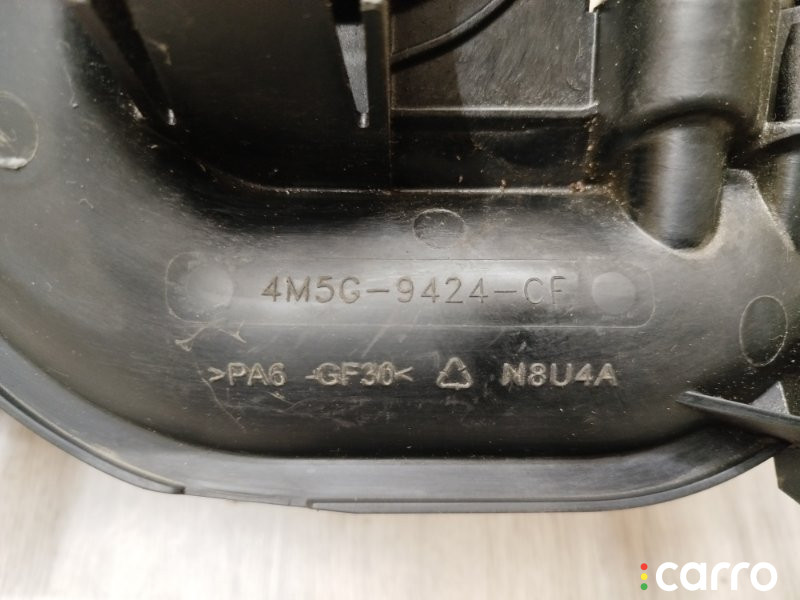 4M5G-9424-CF
>PA6 -GF30< N8U4A
carro